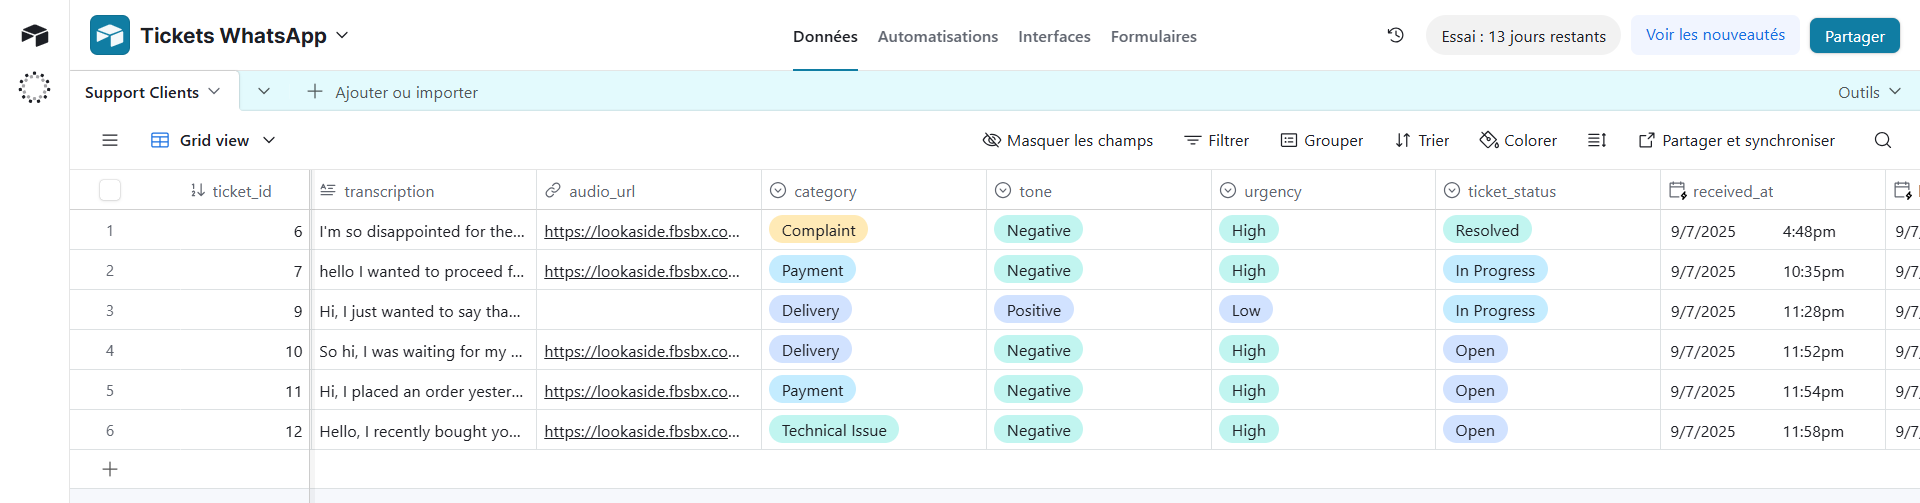 Tickets WhatsApp
Données Automatisations Interfaces Formulaires
Essai : 13 jours restants
Voir les nouveautés
Partager
Support Clients
Ajouter ou importer
Outils
Grid view
Masquer les champs Filtrer Grouper Trier Colorer Partager et synchroniser
ticket_id transcription audio_url category tone urgency ticket_status received_at
1 6 I'm so disappointed for the... https://lookaside.fbsbx.co... Complaint Negative High Resolved 9/7/2025 4:48pm 9/7/
2 7 hello I wanted to proceed f... https://lookaside.fbsbx.co... Payment Negative High In Progress 9/7/2025 10:35pm 9/7/
3 9 Hi, I just wanted to say tha... Delivery Positive Low In Progress 9/7/2025 11:28pm 9/7/
4 10 So hi, I was waiting for my ... https://lookaside.fbsbx.co... Delivery Negative High Open 9/7/2025 11:52pm 9/7/
5 11 Hi, I placed an order yester... https://lookaside.fbsbx.co... Payment Negative High Open 9/7/2025 11:54pm 9/7/
6 12 Hello, I recently bought yo... https://lookaside.fbsbx.co... Technical Issue Negative High Open 9/7/2025 11:58pm 9/7/